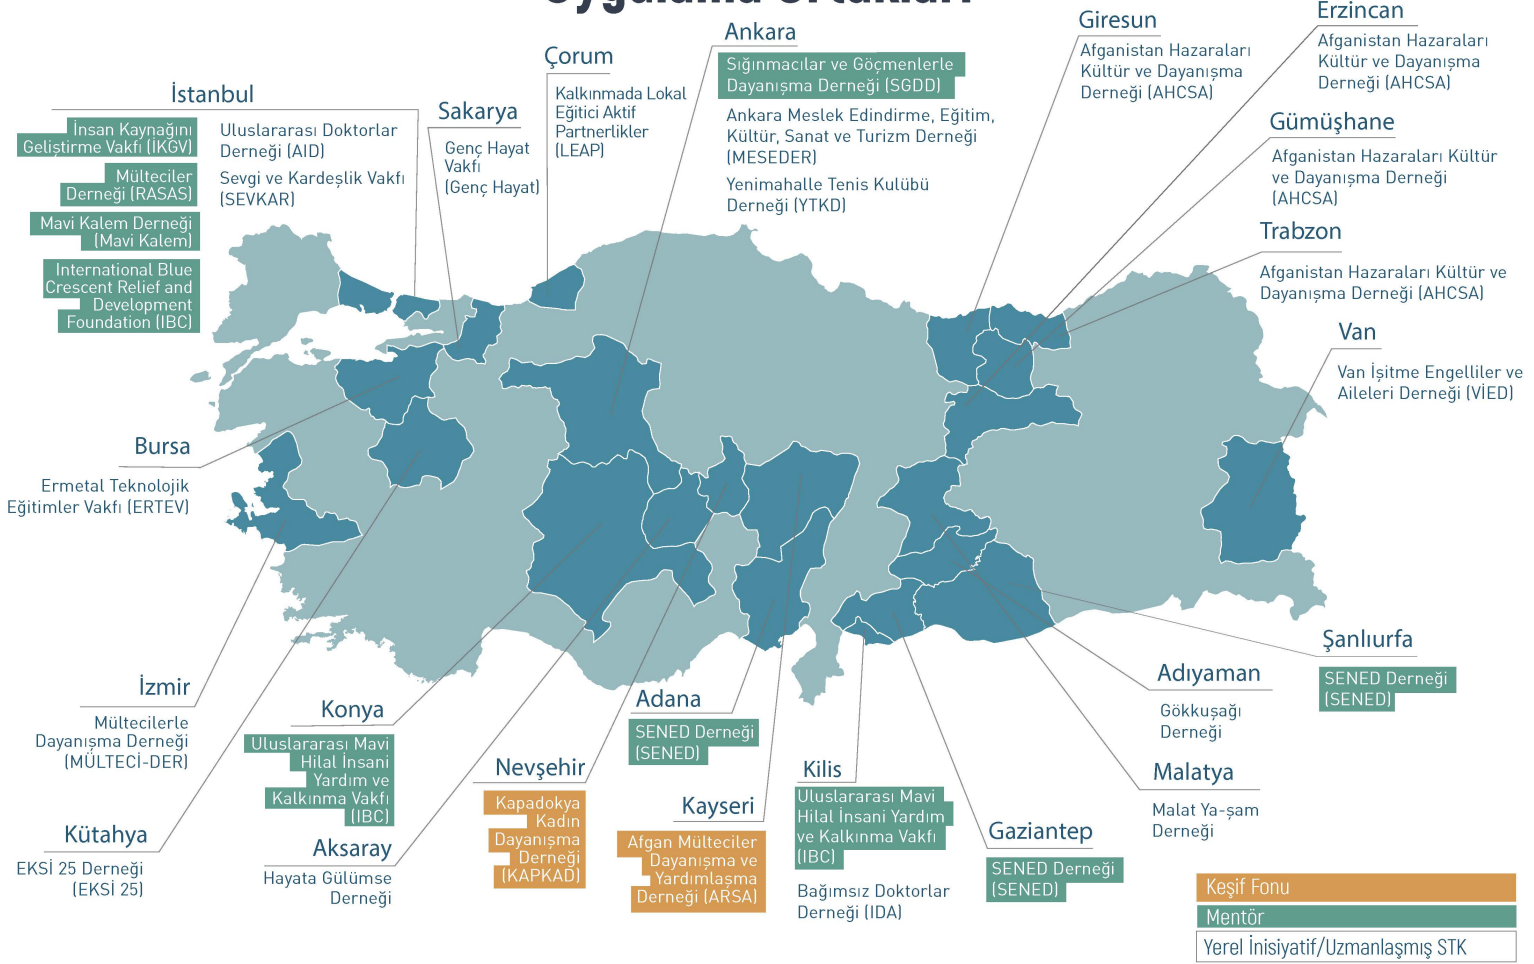 Uygulama Ortakları
İstanbul
İnsan Kaynağını
Geliştirme Vakfı (İKGV)
Mülteciler
Derneği (RASAS)
Mavi Kalem Derneği
(Mavi Kalem)
International Blue
Crescent Relief and
Development
Foundation (IBC)
Uluslararası Doktorlar
Derneği (AID)
Sevgi ve Kardeşlik Vakfı
(SEVKAR)
Sakarya
Genç Hayat
Vakfı
(Genç Hayat)
Çorum
Kalkınmada Lokal
Eğitici Aktif
Partnerlikler
(LEAP)
Ankara
Sığınmacılar ve Göçmenlerle
Dayanışma Derneği (SGDD)
Ankara Meslek Edindirme, Eğitim,
Kültür, Sanat ve Turizm Derneği
(MESEDER)
Yenimahalle Tenis Kulübü
Derneği (YTKD)
Giresun
Afganistan Hazaraları
Kültür ve Dayanışma
Derneği (AHCSA)
Erzincan
Afganistan Hazaraları
Kültür ve Dayanışma
Derneği (AHCSA)
Gümüşhane
Afganistan Hazaraları Kültür
ve Dayanışma Derneği
(AHCSA)
Trabzon
Afganistan Hazaraları Kültür ve
Dayanışma Derneği (AHCSA)
Van
Van İşitme Engelliler ve
Aileleri Derneği (VİED)
Bursa
Ermetal Teknolojik
Eğitimler Vakfı (ERTEV)
İzmir
Mültecilerle
Dayanışma Derneği
(MÜLTECİ-DER)
Kütahya
EKSİ 25 Derneği
(EKSİ 25)
Konya
Uluslararası Mavi
Hilal İnsani
Yardım ve
Kalkınma Vakfı
(IBC)
Aksaray
Hayata Gülümse
Derneği
Nevşehir
Kapadokya
Kadın
Dayanışma
Derneği
(KAPKAD)
Adana
SENED Derneği
(SENED)
Kayseri
Afgan Mülteciler
Dayanışma ve
Yardımlaşma
Derneği (ARSA)
Kilis
Uluslararası Mavi
Hilal İnsani Yardım
ve Kalkınma Vakfı
(IBC)
Bağımsız Doktorlar
Derneği (IDA)
Gaziantep
SENED Derneği
(SENED)
Malatya
Malat Ya-şam
Derneği
Adıyaman
Gökkuşağı
Derneği
Şanlıurfa
SENED Derneği
(SENED)
Keşif Fonu
Mentör
Yerel İnisiyatif/Uzmanlaşmış STK